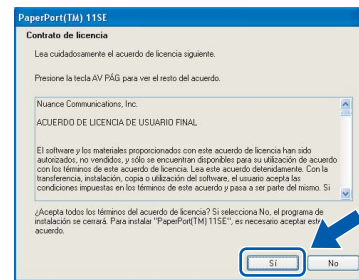 PaperPort(TM) 11SE
Contrato de licencia
Lea cuidadosamente el acuerdo de licencia siguiente.
Presione la tecla AV PÁG para ver el resto del acuerdo.
Nuance Communications, Inc.
ACUERDO DE LICENCIA DE USUARIO FINAL
El software y los materiales proporcionados con este acuerdo de licencia han sido
autorizados, no vendidos, y sólo se encuentran disponibles para su utilización de acuerdo
con los términos de este acuerdo de licencia. Lea este acuerdo detenidamente. Con la
transferencia, instalación, copia o utilización del software, el usuario acepta las
condiciones impuestas en los términos de este acuerdo y pasa a ser parte del mismo. Si
¿Acepta todos los términos del acuerdo de licencia? Si selecciona No, el programa de
instalación se cerrará. Para instalar "PaperPort(TM) 11SE", es necesario aceptar este
acuerdo.
Sí
No